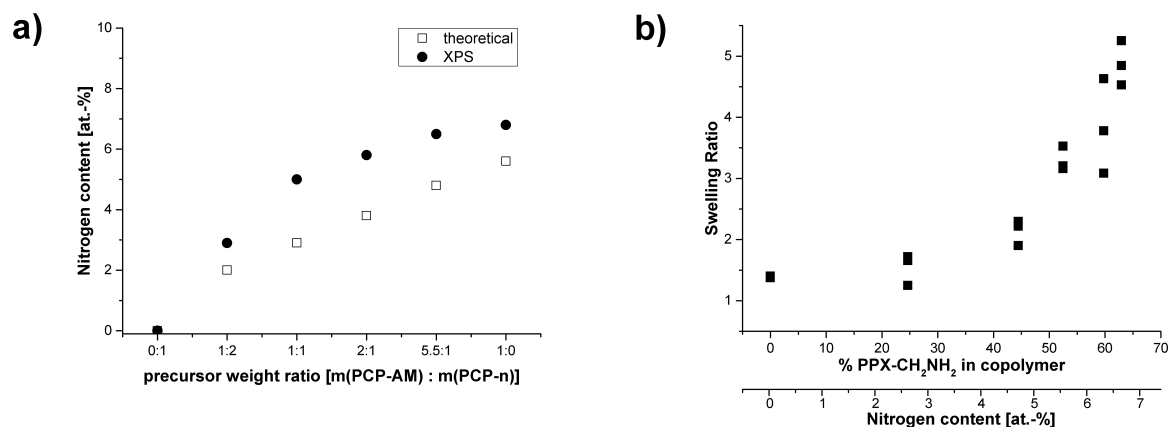 a)
Nitrogen content [at.-%]
10
8
6
4
2
0
theoretical
XPS
0:1 1:2 1:1 2:1 5.5:1 1:0
precursor weight ratio [m(PCP-AM) : m(PCP-n)]
b)
Swelling Ratio
5
4
3
2
1
0 10 20 30 40 50 60 70
% PPX-CH₂NH₂ in copolymer
0 1 2 3 4 5 6 7
Nitrogen content [at.-%]